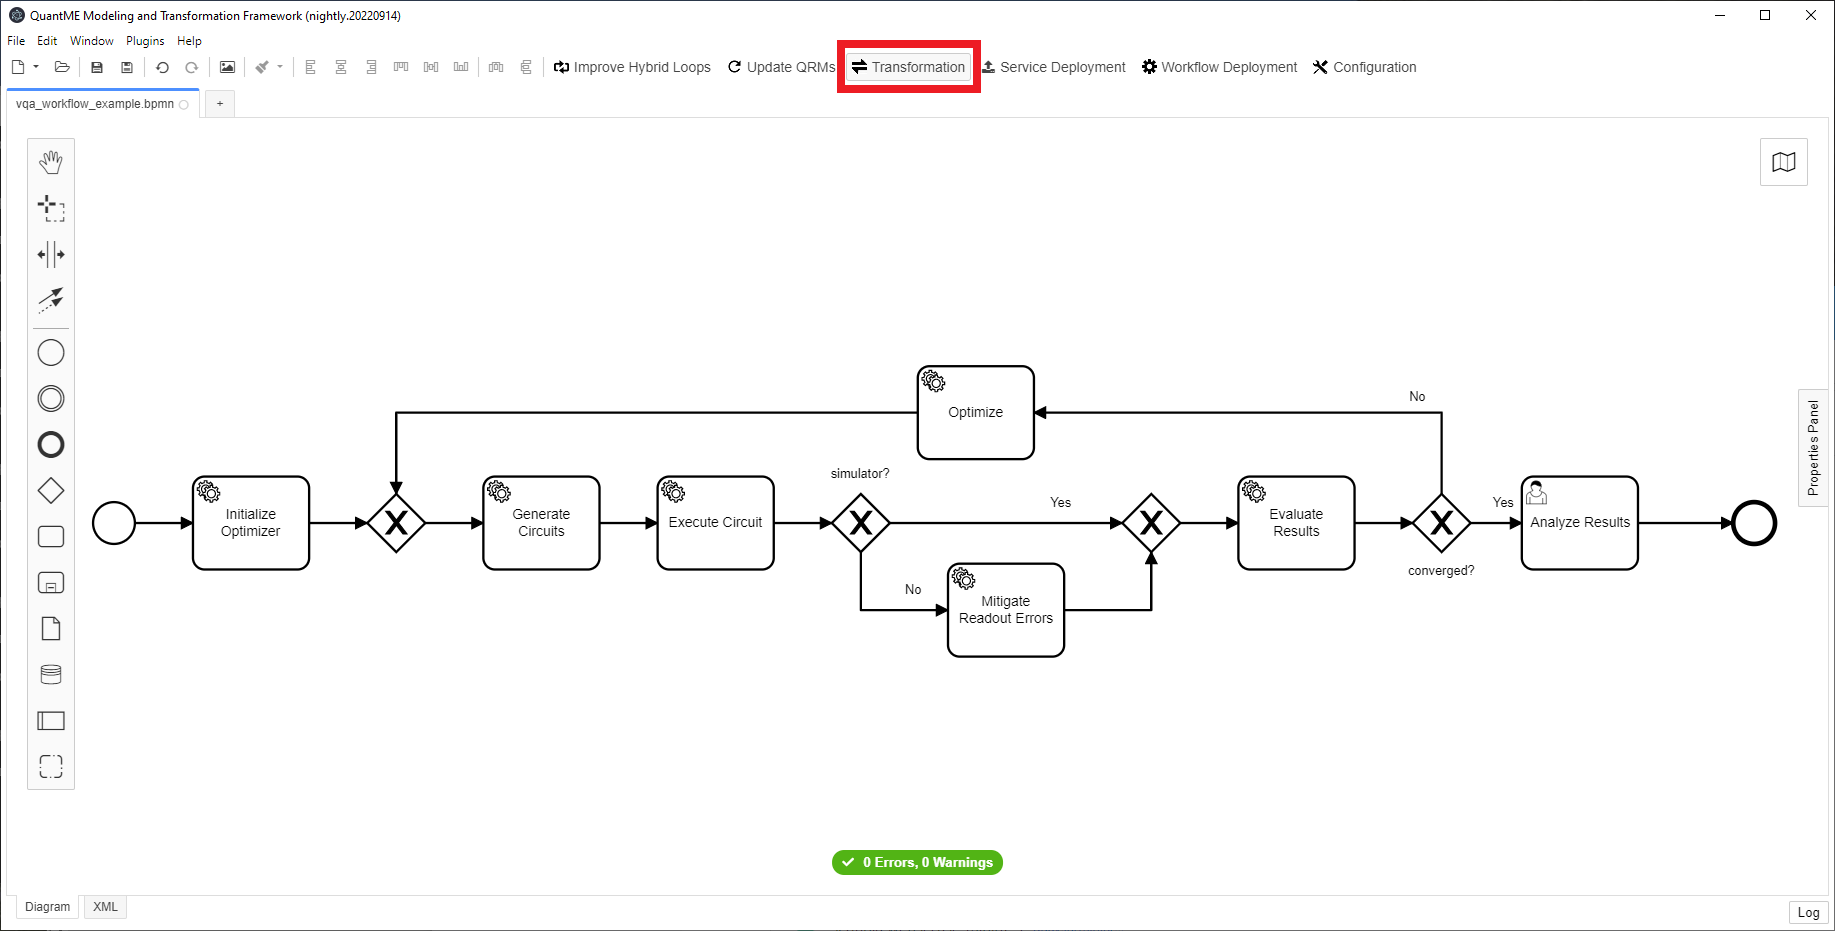 QuantME Modeling and Transformation Framework (nightly.20220914)
File Edit Window Plugins Help
Improve Hybrid Loops Update QRMs Transformation Service Deployment Workflow Deployment Configuration
vqa_workflow_example.bpmn +
Optimize
No
Properties Panel
simulator?
Initialize
Optimizer
Generate
Circuits
Execute Circuit
Yes
Evaluate
Results
Yes
Analyze Results
converged?
No
Mitigate
Readout Errors
0 Errors, 0 Warnings
Diagram XML
Log